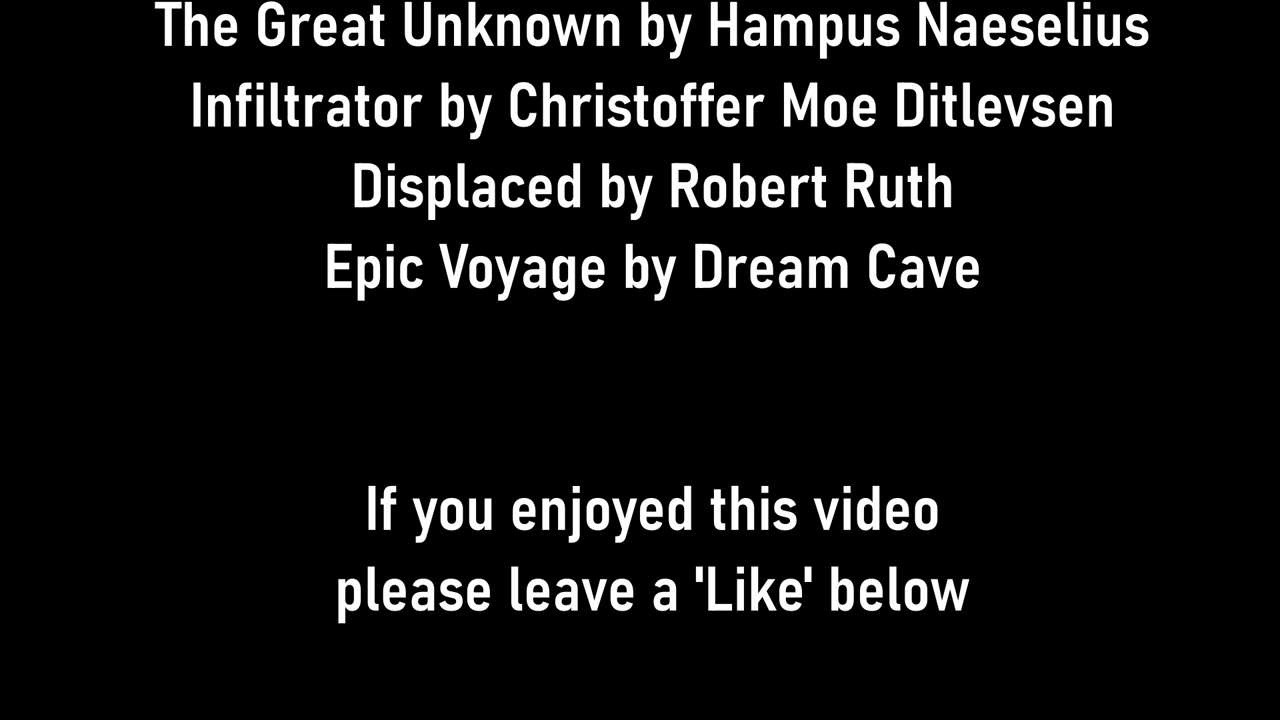 The Great Unknown by Hampus Naeselius
Infiltrator by Christoffer Moe Ditlevsen
Displaced by Robert Ruth
Epic Voyage by Dream Cave
If you enjoyed this video
please leave a 'Like' below